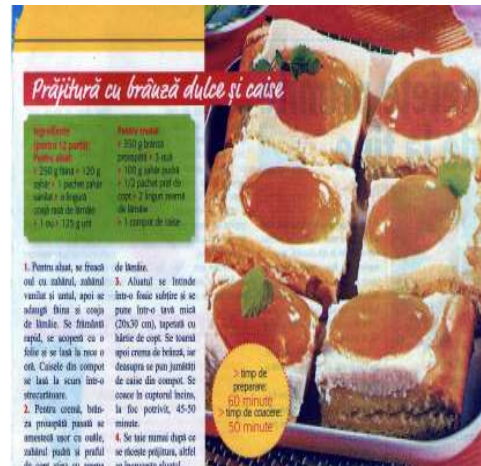 Prăjitură cu brânză dulce și caise
Ingrediente
(pentru 12 porții):
Pentru aluat:
• 250 g făină • 120 g
zahăr • 1 pachet zahăr
vanilat • o lingură
coajă rasă de lămâie
• 1 ou • 125 g unt
Pentru cremă:
• 350 g brânză
proaspătă • 3 ouă
• 100 g zahăr pudră
• 1/2 pachet praf de
copt • 2 linguri zeamă
de lămâie
• 1 compot de caise
1. Pentru aluat, se freacă
oul cu zahărul, zahărul
vanilat și untul, apoi se
adaugă făina și coaja
de lămâie. Se frământă
rapid, se acoperă cu o
folie și se lasă la rece o
oră. Caisele din compot
se lasă la scurs într-o
strecurătoare.
2. Pentru cremă, brân-
za proaspătă pasată se
amestecă ușor cu ouăle,
zahărul pudră și praful
de copt stins cu zeama
de lămâie.
3. Aluatul se întinde
într-o foaie subțire și se
pune într-o tavă mică
(20x30 cm), tapetată cu
hârtie de copt. Se toarnă
apoi crema de brânză, iar
deasupra se pun jumătăți
de caise din compot. Se
coace în cuptorul încins,
la foc potrivit, 45-50
minute.
4. Se taie numai după ce
se răcește prăjitura, altfel
se
aluatul.
> timp de
preparare:
60 minute
> timp de coacere:
50 minute